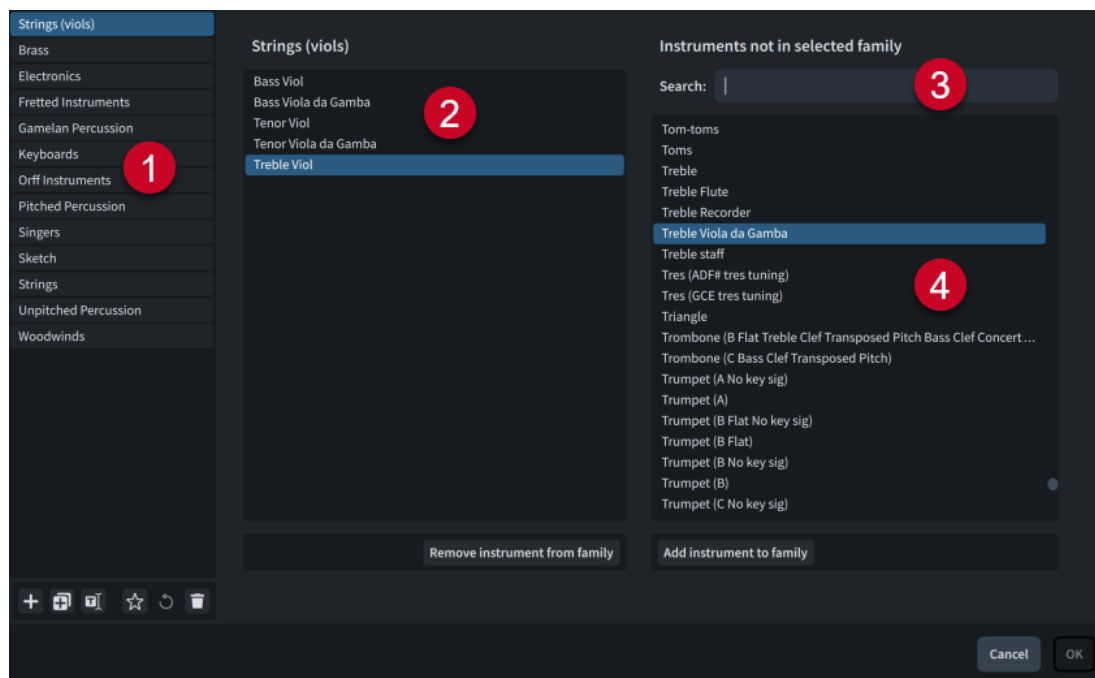 Strings (viols)
Brass
Electronics
Fretted Instruments
Gamelan Percussion
Keyboards
Orff Instruments
Pitched Percussion
Singers
Sketch
Strings
Unpitched Percussion
Woodwinds
1
Strings (viols)
Bass Viol
Bass Viola da Gamba
Tenor Viol
Tenor Viola da Gamba
Treble Viol
2
Remove instrument from family
Instruments not in selected family
Search:
3
Tom-toms
Toms
Treble
Treble Flute
Treble Recorder
Treble Viola da Gamba
Treble staff
Tres (ADF# tres tuning)
Tres (GCE tres tuning)
Triangle
Trombone (B Flat Treble Clef Transposed Pitch Bass Clef Concert ...
Trombone (C Bass Clef Transposed Pitch)
Trumpet (A No key sig)
Trumpet (A)
Trumpet (B Flat No key sig)
Trumpet (B Flat)
Trumpet (B No key sig)
Trumpet (B)
Trumpet (C No key sig)
4
Add instrument to family
Cancel
OK